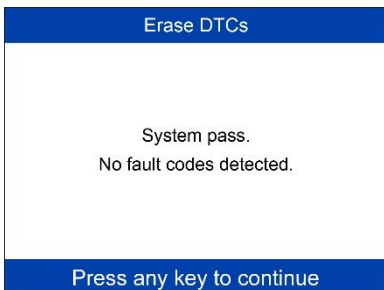 Erase DTCs
System pass.
No fault codes detected.
Press any key to continue